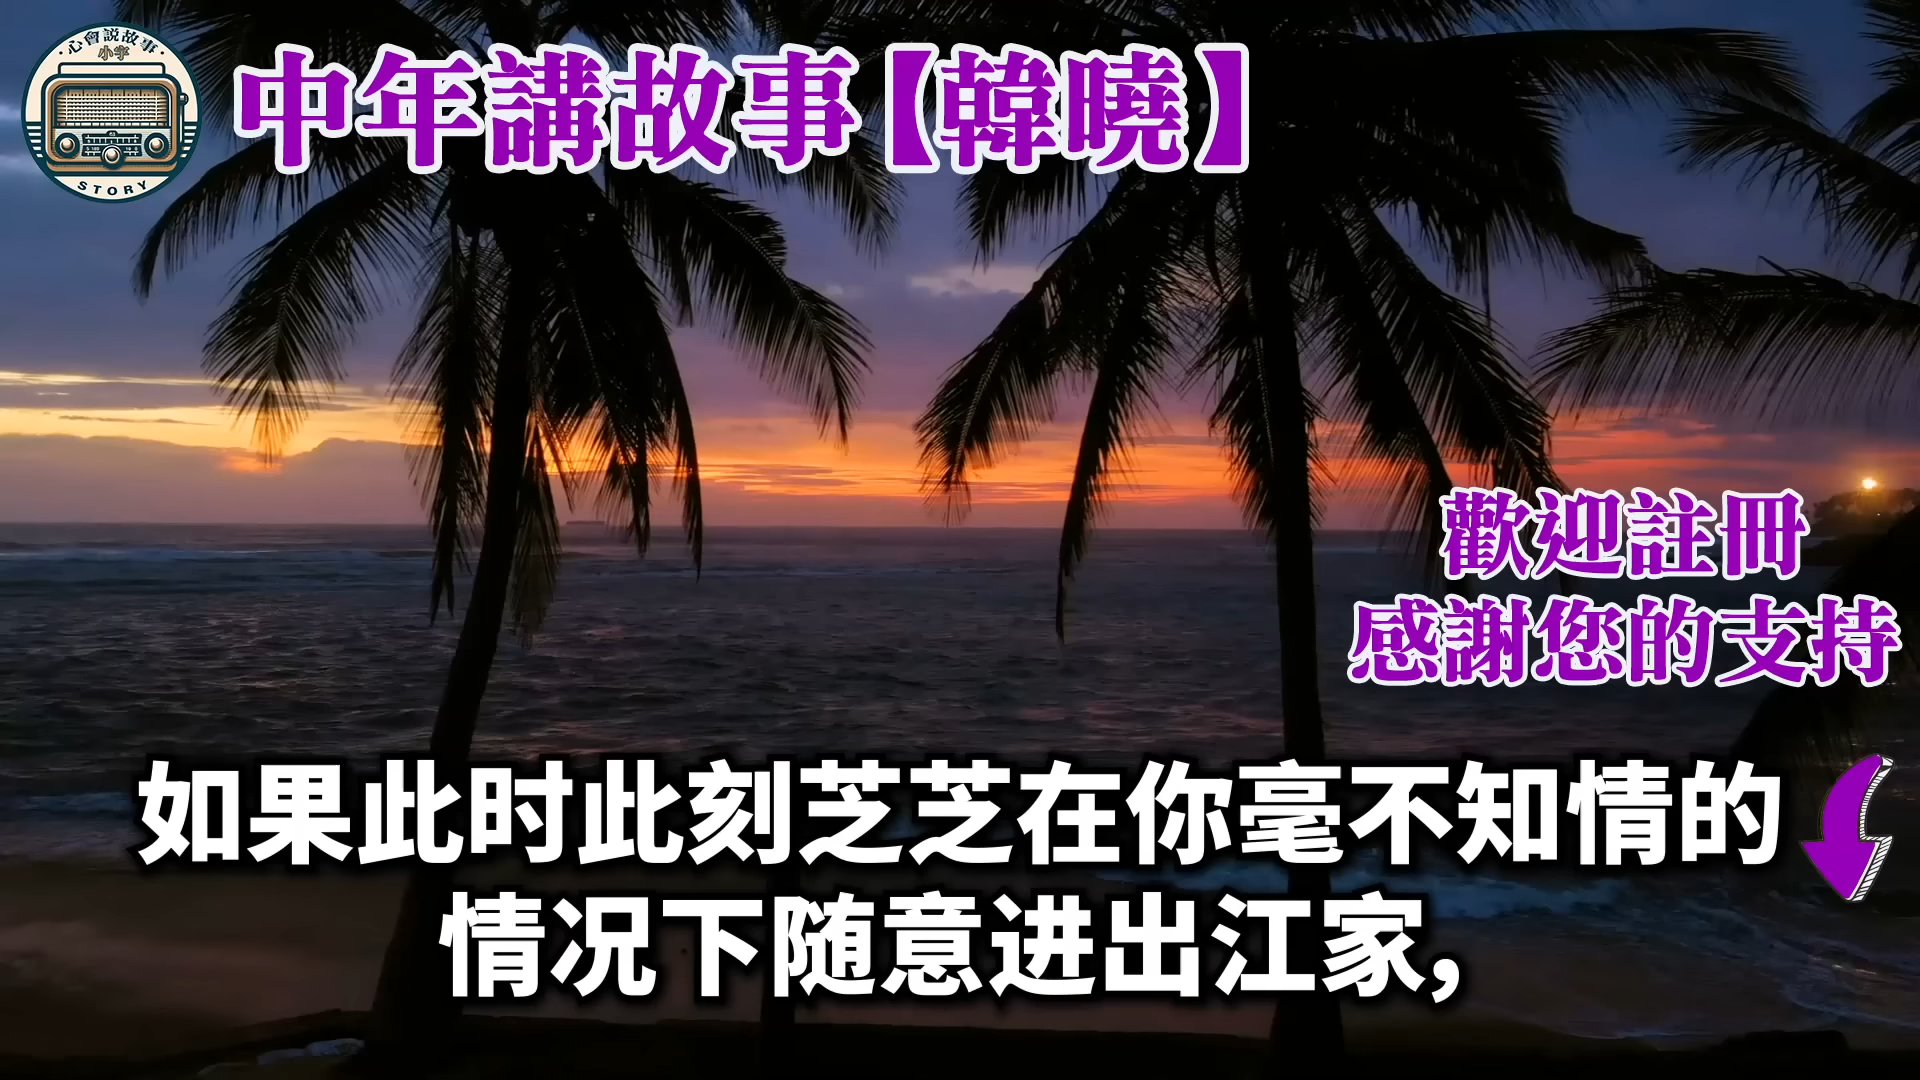 ·心會説故事·
小宇
STORY
中年講故事【韓曉】
歡迎註冊
感謝您的支持
如果此时此刻芝芝在你毫不知情的
情况下随意进出江家,